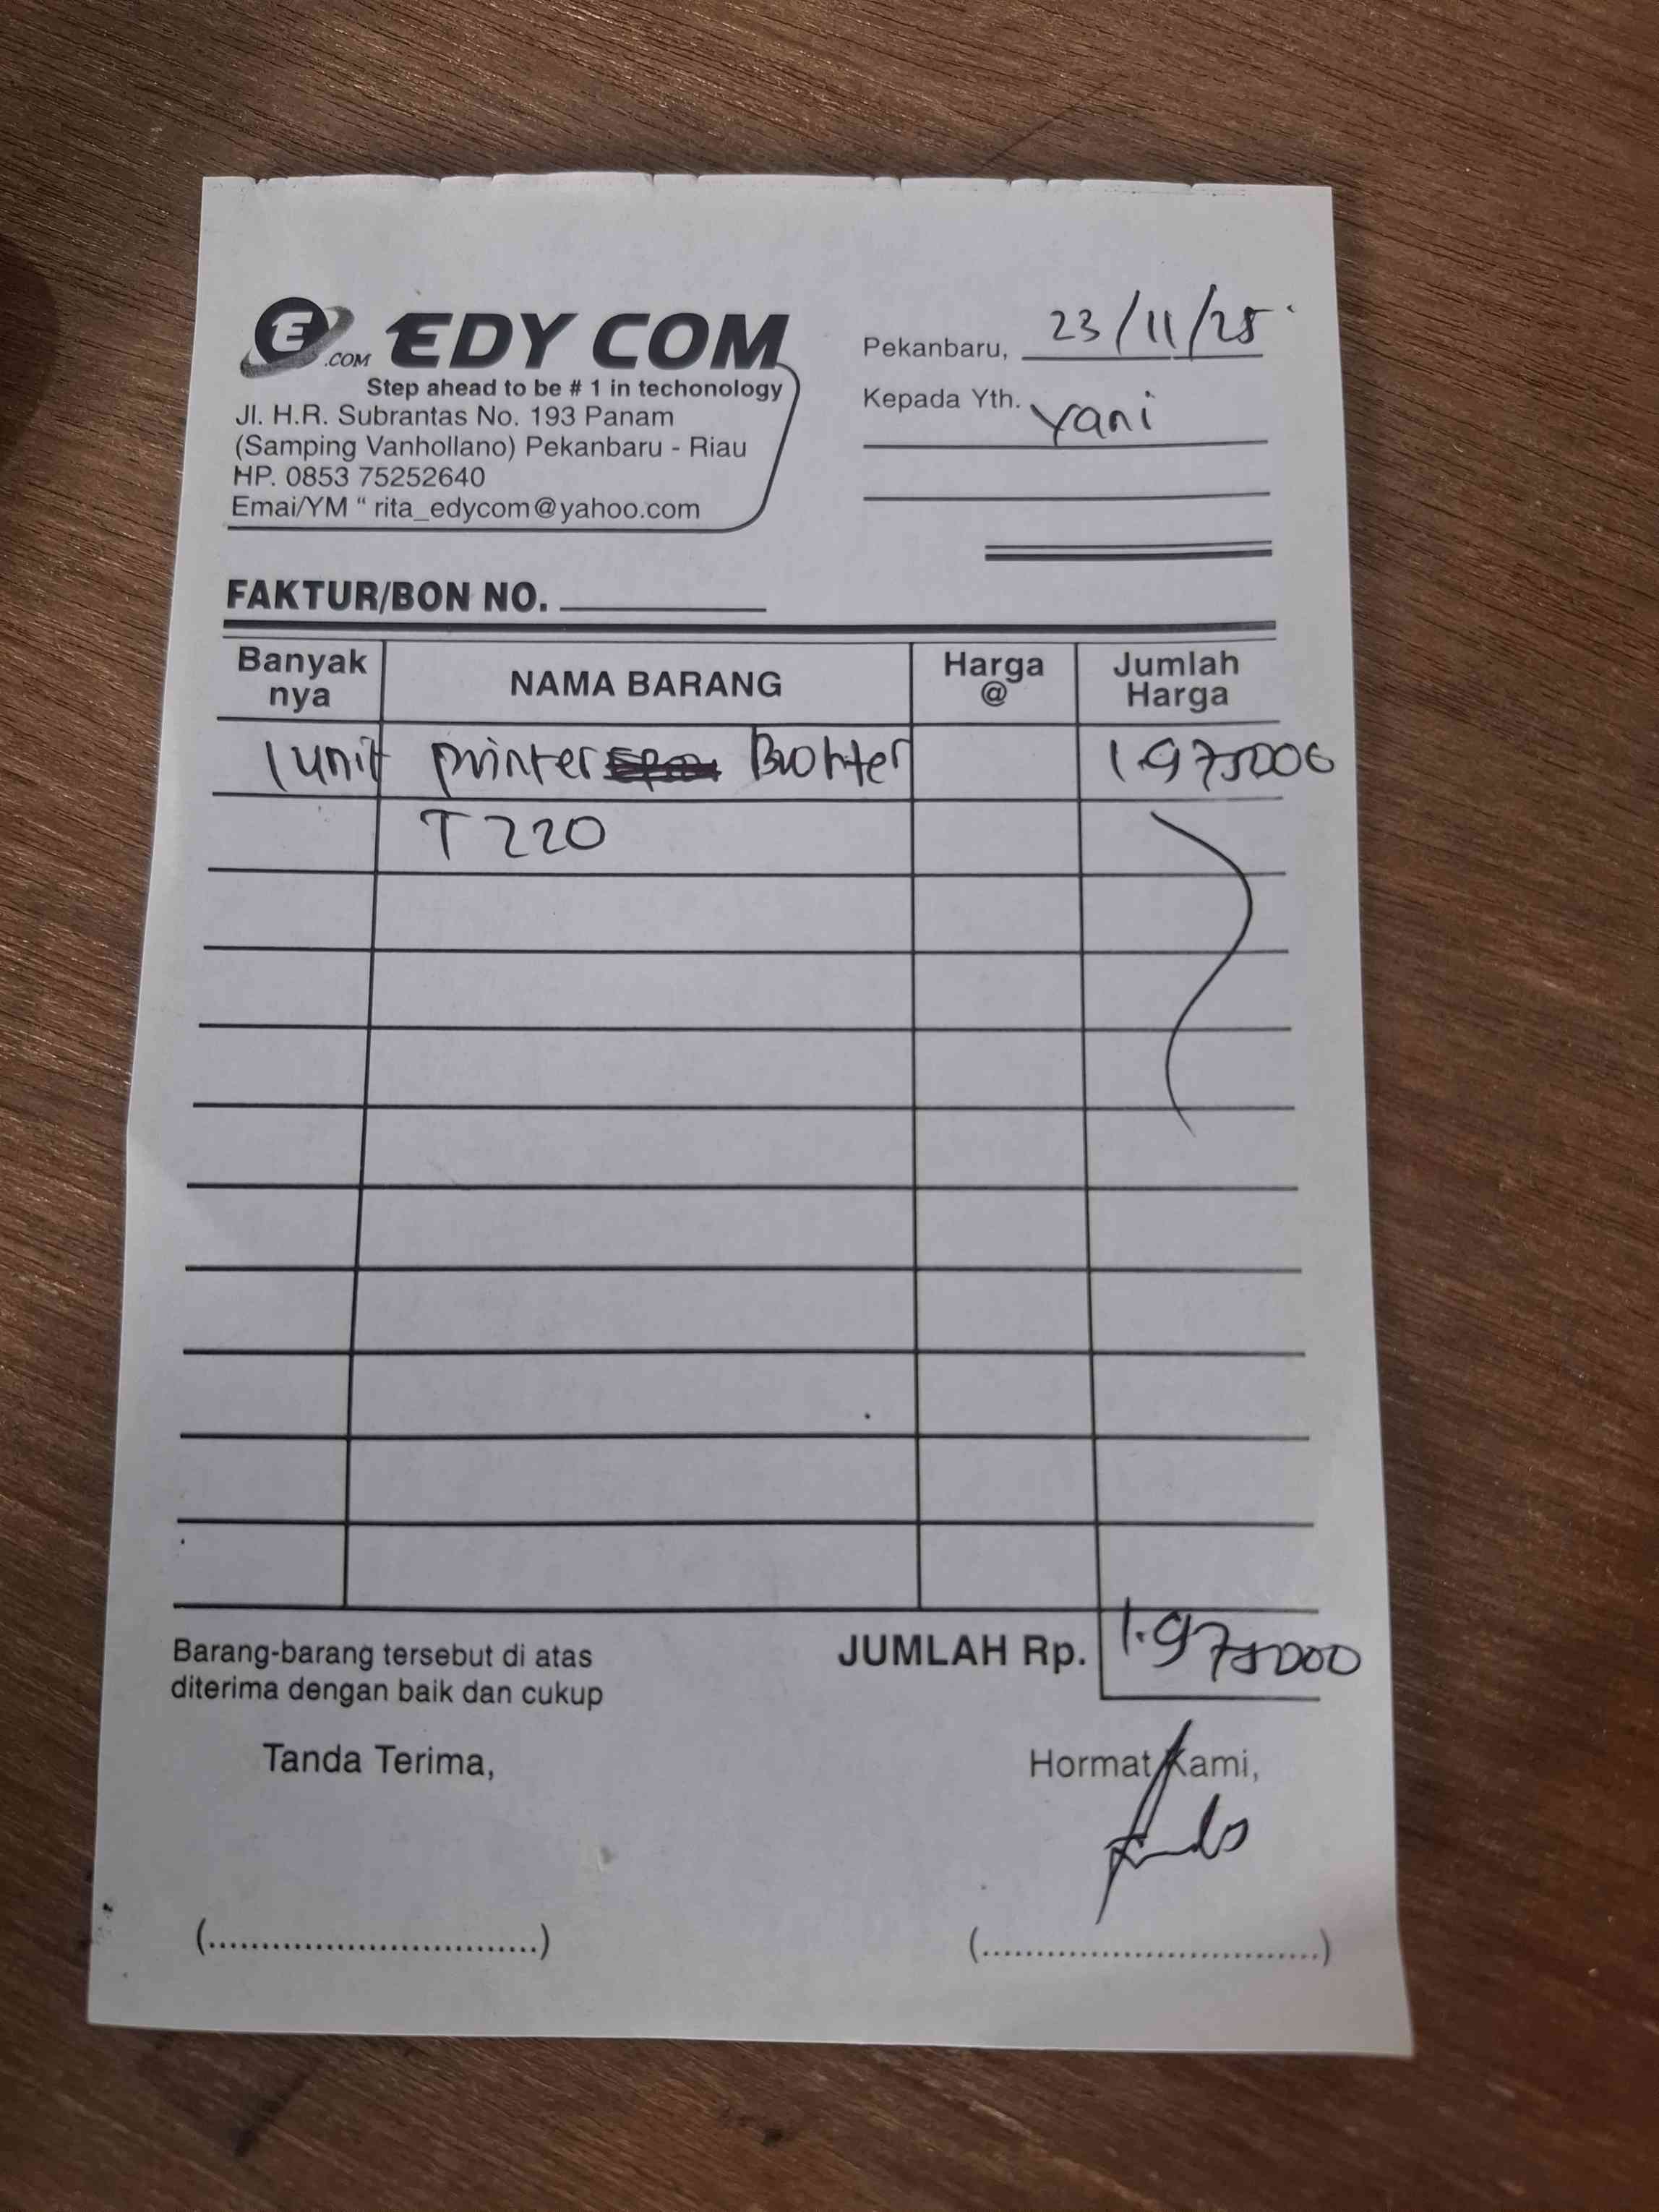 E .COM EDY COM
Step ahead to be # 1 in techonology
Jl. H.R. Subrantas No. 193 Panam
(Samping Vanhollano) Pekanbaru - Riau
HP. 0853 75252640
Emai/YM " rita_edycom@yahoo.com
Pekanbaru, 23/11/25
Kepada Yth. Yani
FAKTUR/BON NO.
Banyak nya NAMA BARANG Harga @ Jumlah Harga
1 unit printer Brohter 1.975000
T220
JUMLAH Rp. 1.975000
Barang-barang tersebut di atas
diterima dengan baik dan cukup
Tanda Terima, Hormat Kami,
(...............................) (...............................)